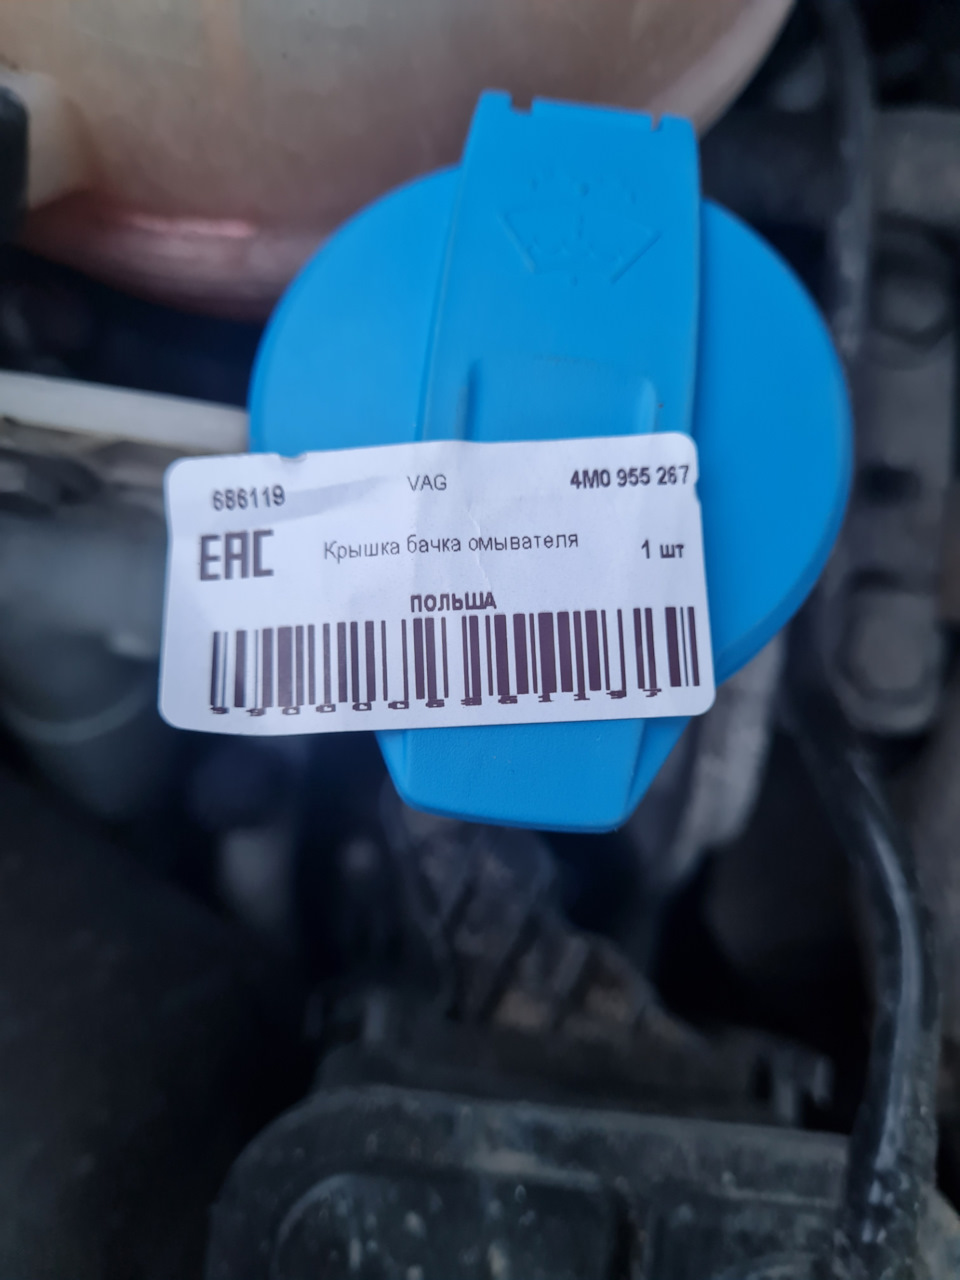 686119 VAG 4M0 955 267
EAC Крышка бачка омывателя 1 шт
ПОЛЬША